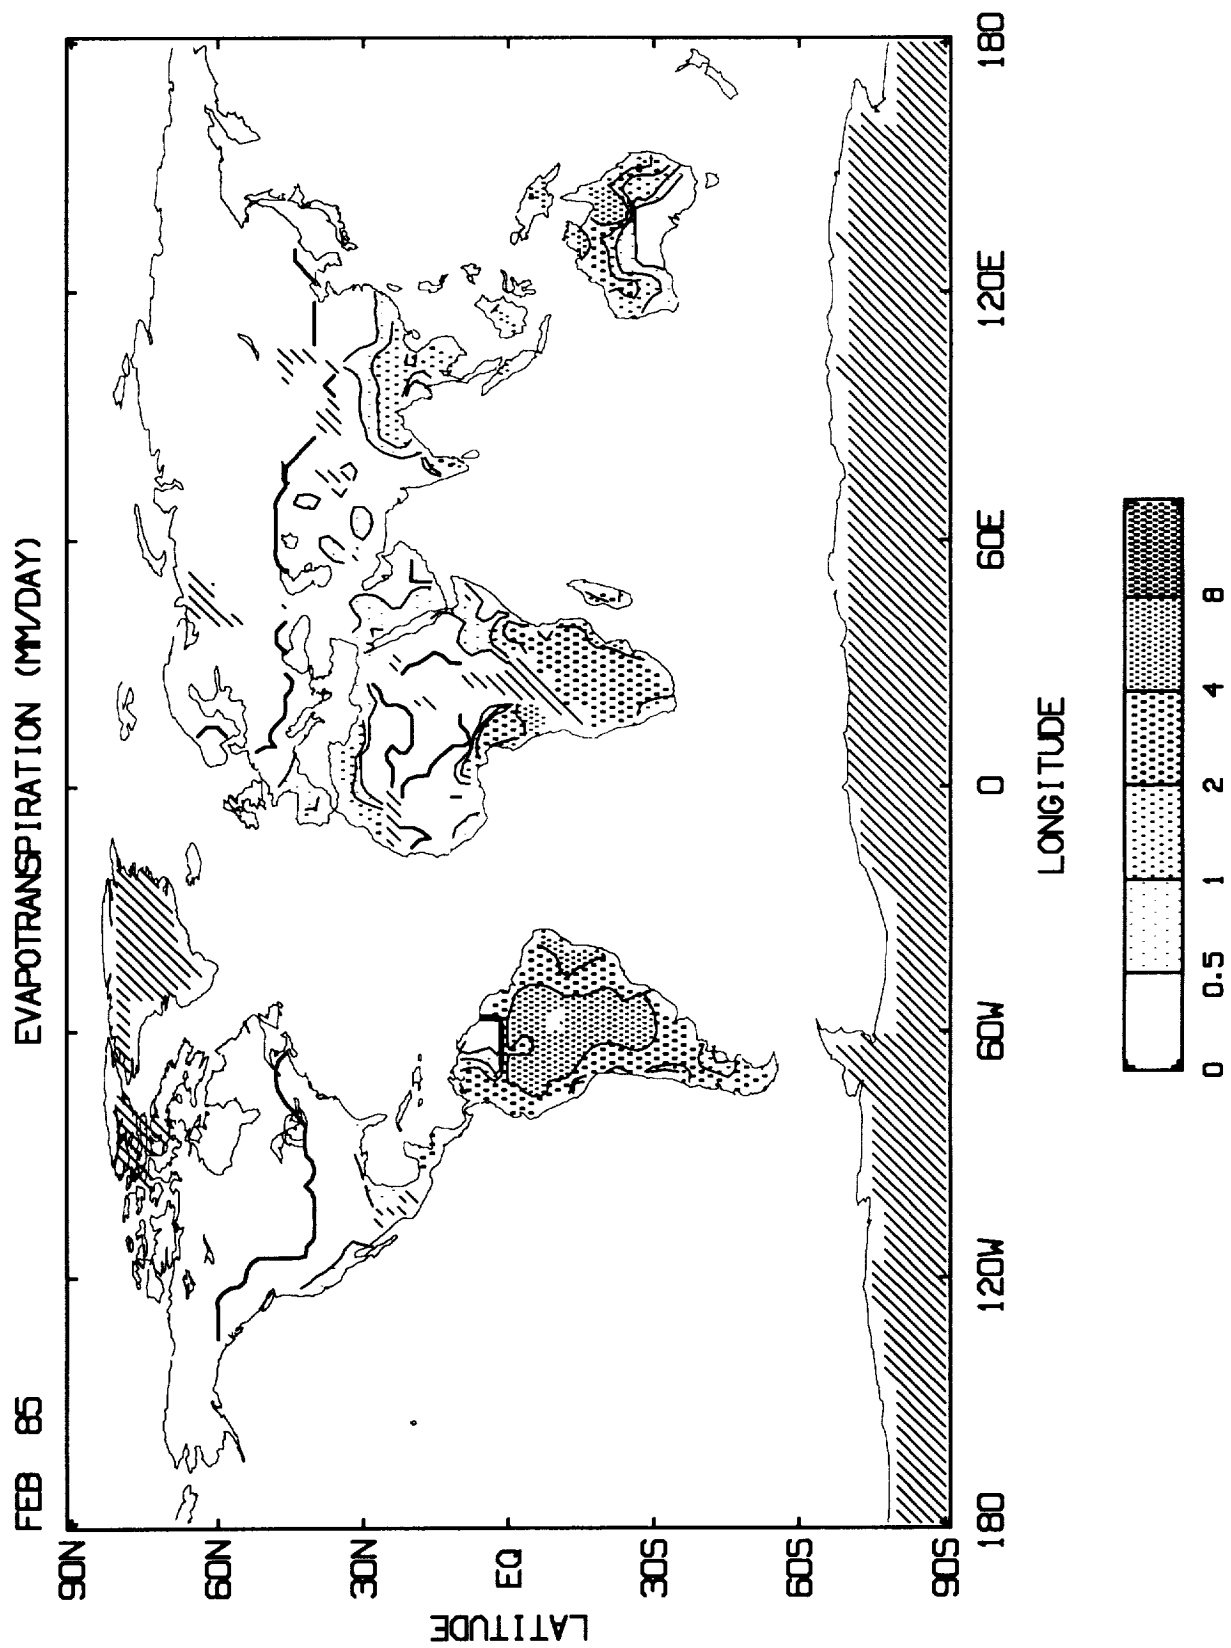 FEB 85 EVAPOTRANSPIRATION (MM/DAY)
90N
60N
30N
EQ
30S
60S
90S
LATITUDE
180 120W 60W 0 60E 120E 180
LONGITUDE
0 0.5 1 2 4 8